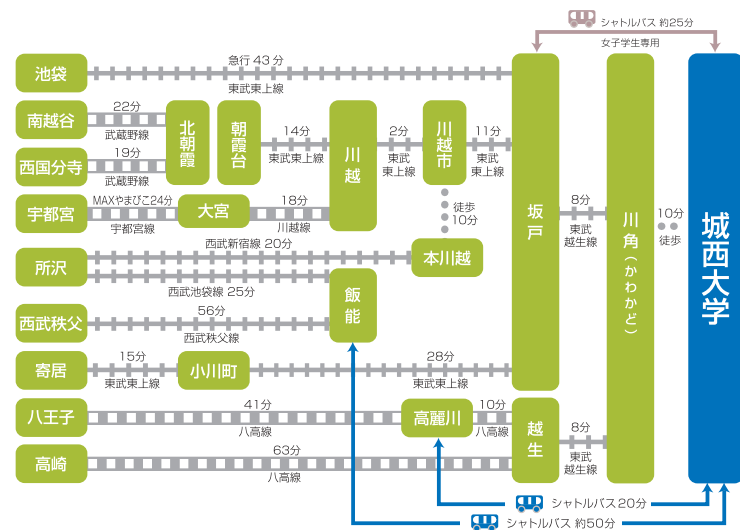 シャトルバス 約25分
女子学生専用
池袋
急行 43 分
東武東上線
南越谷
22分
武蔵野線
西国分寺
19分
武蔵野線
北朝霞
朝霞台
14分
東武東上線
川越
2分
東武
東上線
川越市
11分
東武
東上線
宇都宮
MAXやまびこ24分
宇都宮線
大宮
18分
川越線
徒歩
10分
所沢
西武新宿線 20分
本川越
西武池袋線 25分
飯能
西武秩父
56分
西武秩父線
寄居
15分
東武東上線
小川町
28分
東武東上線
坂戸
8分
東武
越生線
川角(かわかど)
10分
徒歩
城西大学
八王子
41分
八高線
高麗川
10分
八高線
越生
8分
東武
越生線
高崎
63分
八高線
シャトルバス20分
シャトルバス 約50分